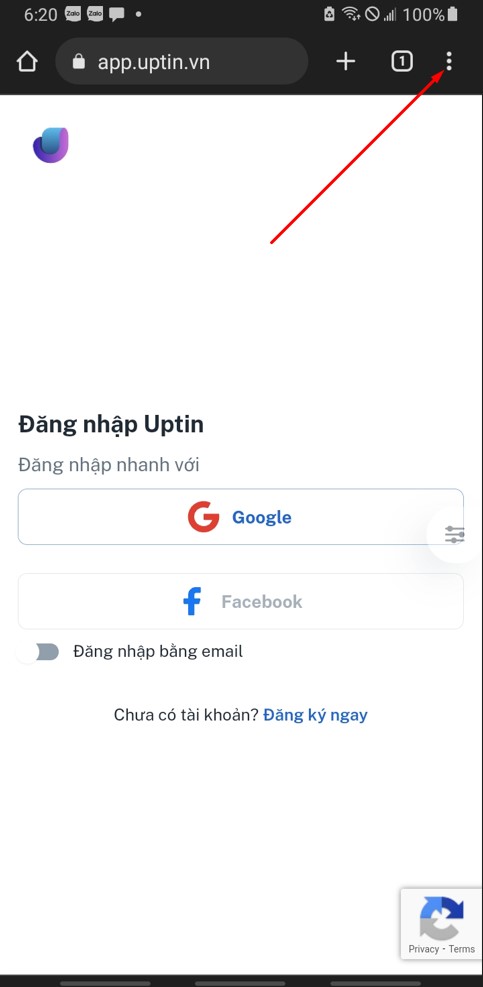 6:20 Zalo Zalo 100%
app.uptin.vn 1
Đăng nhập Uptin
Đăng nhập nhanh với
Google
Facebook
Đăng nhập bằng email
Chưa có tài khoản? Đăng ký ngay
Privacy - Terms